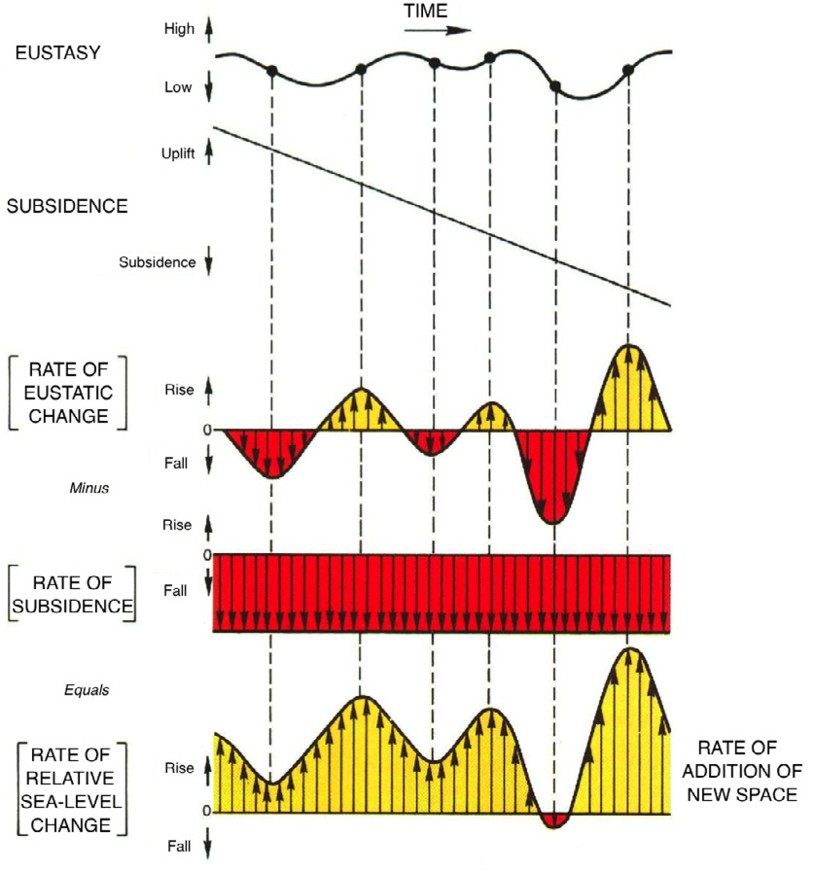 TIME
High
EUSTASY
Low
Uplift
SUBSIDENCE
Subsidence
RATE OF
EUSTATIC
CHANGE
Rise
0
Fall
Minus
Rise
0
RATE OF
SUBSIDENCE
Fall
Equals
RATE OF
RELATIVE
SEA-LEVEL
CHANGE
Rise
0
Fall
RATE OF
ADDITION OF
NEW SPACE